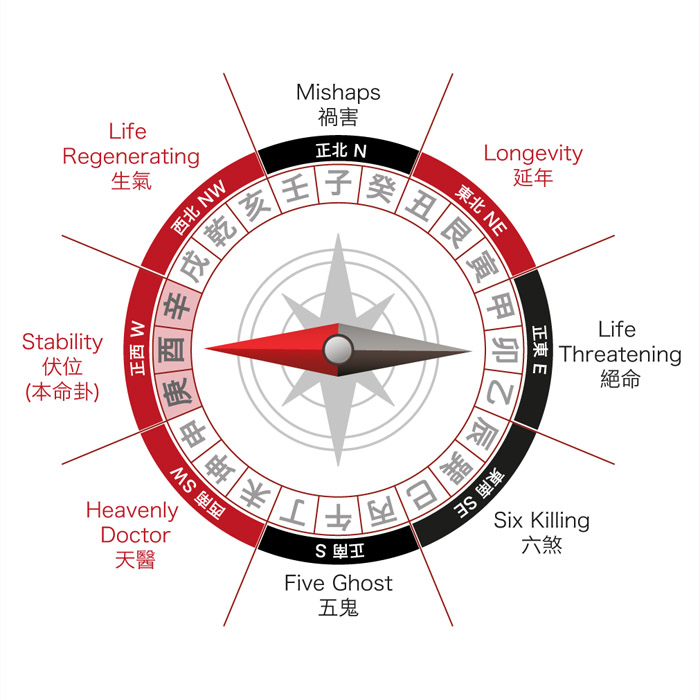 Mishaps
禍害
Longevity
延年
Life
Threatening
絕命
Six Killing
六煞
Five Ghost
五鬼
Heavenly
Doctor
天醫
Stability
伏位
(本命卦)
Life
Regenerating
生氣
正北 N
東北 NE
正東 E
東南 SE
正南 S
西南 SW
正西 W
西北 NW
壬
子
癸
丑
艮
寅
甲
卯
乙
辰
巽
巳
丙
午
丁
未
坤
申
庚
酉
辛
戌
乾
亥